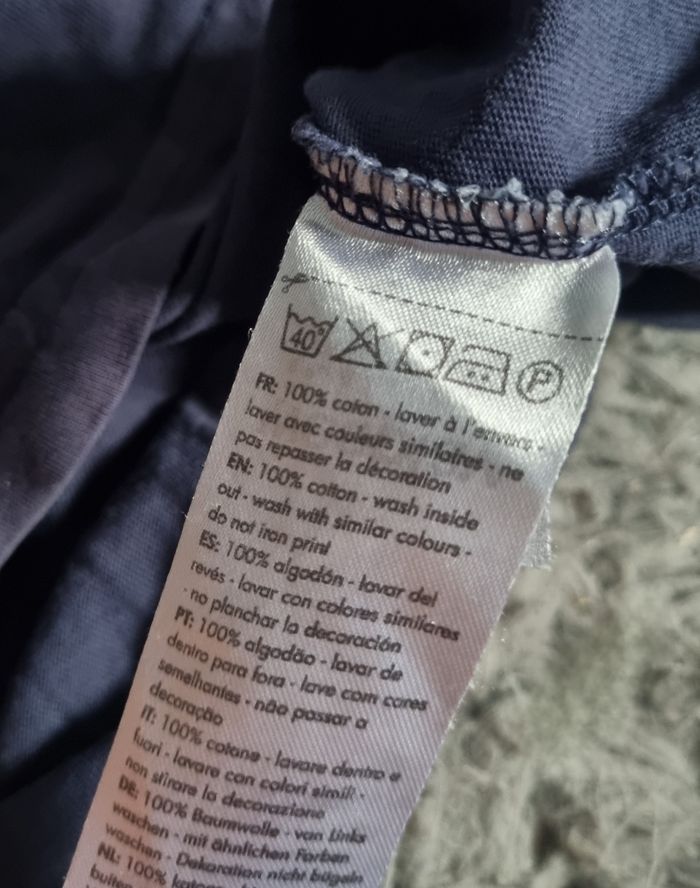 40°
P
FR: 100% coton - laver à l'envers -
laver avec couleurs similaires - ne
pas repasser la décoration
EN: 100% cotton - wash inside
out - wash with similar colours -
do not iron print
ES: 100% algodón - lavar del
revés - lavar con colores similares
- no planchar la decoración
PT: 100% algodão - lavar de
dentro para fora - lave com cores
semelhantes - não passar a
decoração
IT: 100% cotone - lavare dentro e
fuori - lavare con colori simili -
non stirare la decorazione
DE: 100% Baumwolle - von Links
waschen - mit ähnlichen Farben
waschen - Dekoration nicht bügeln
NL: 100%